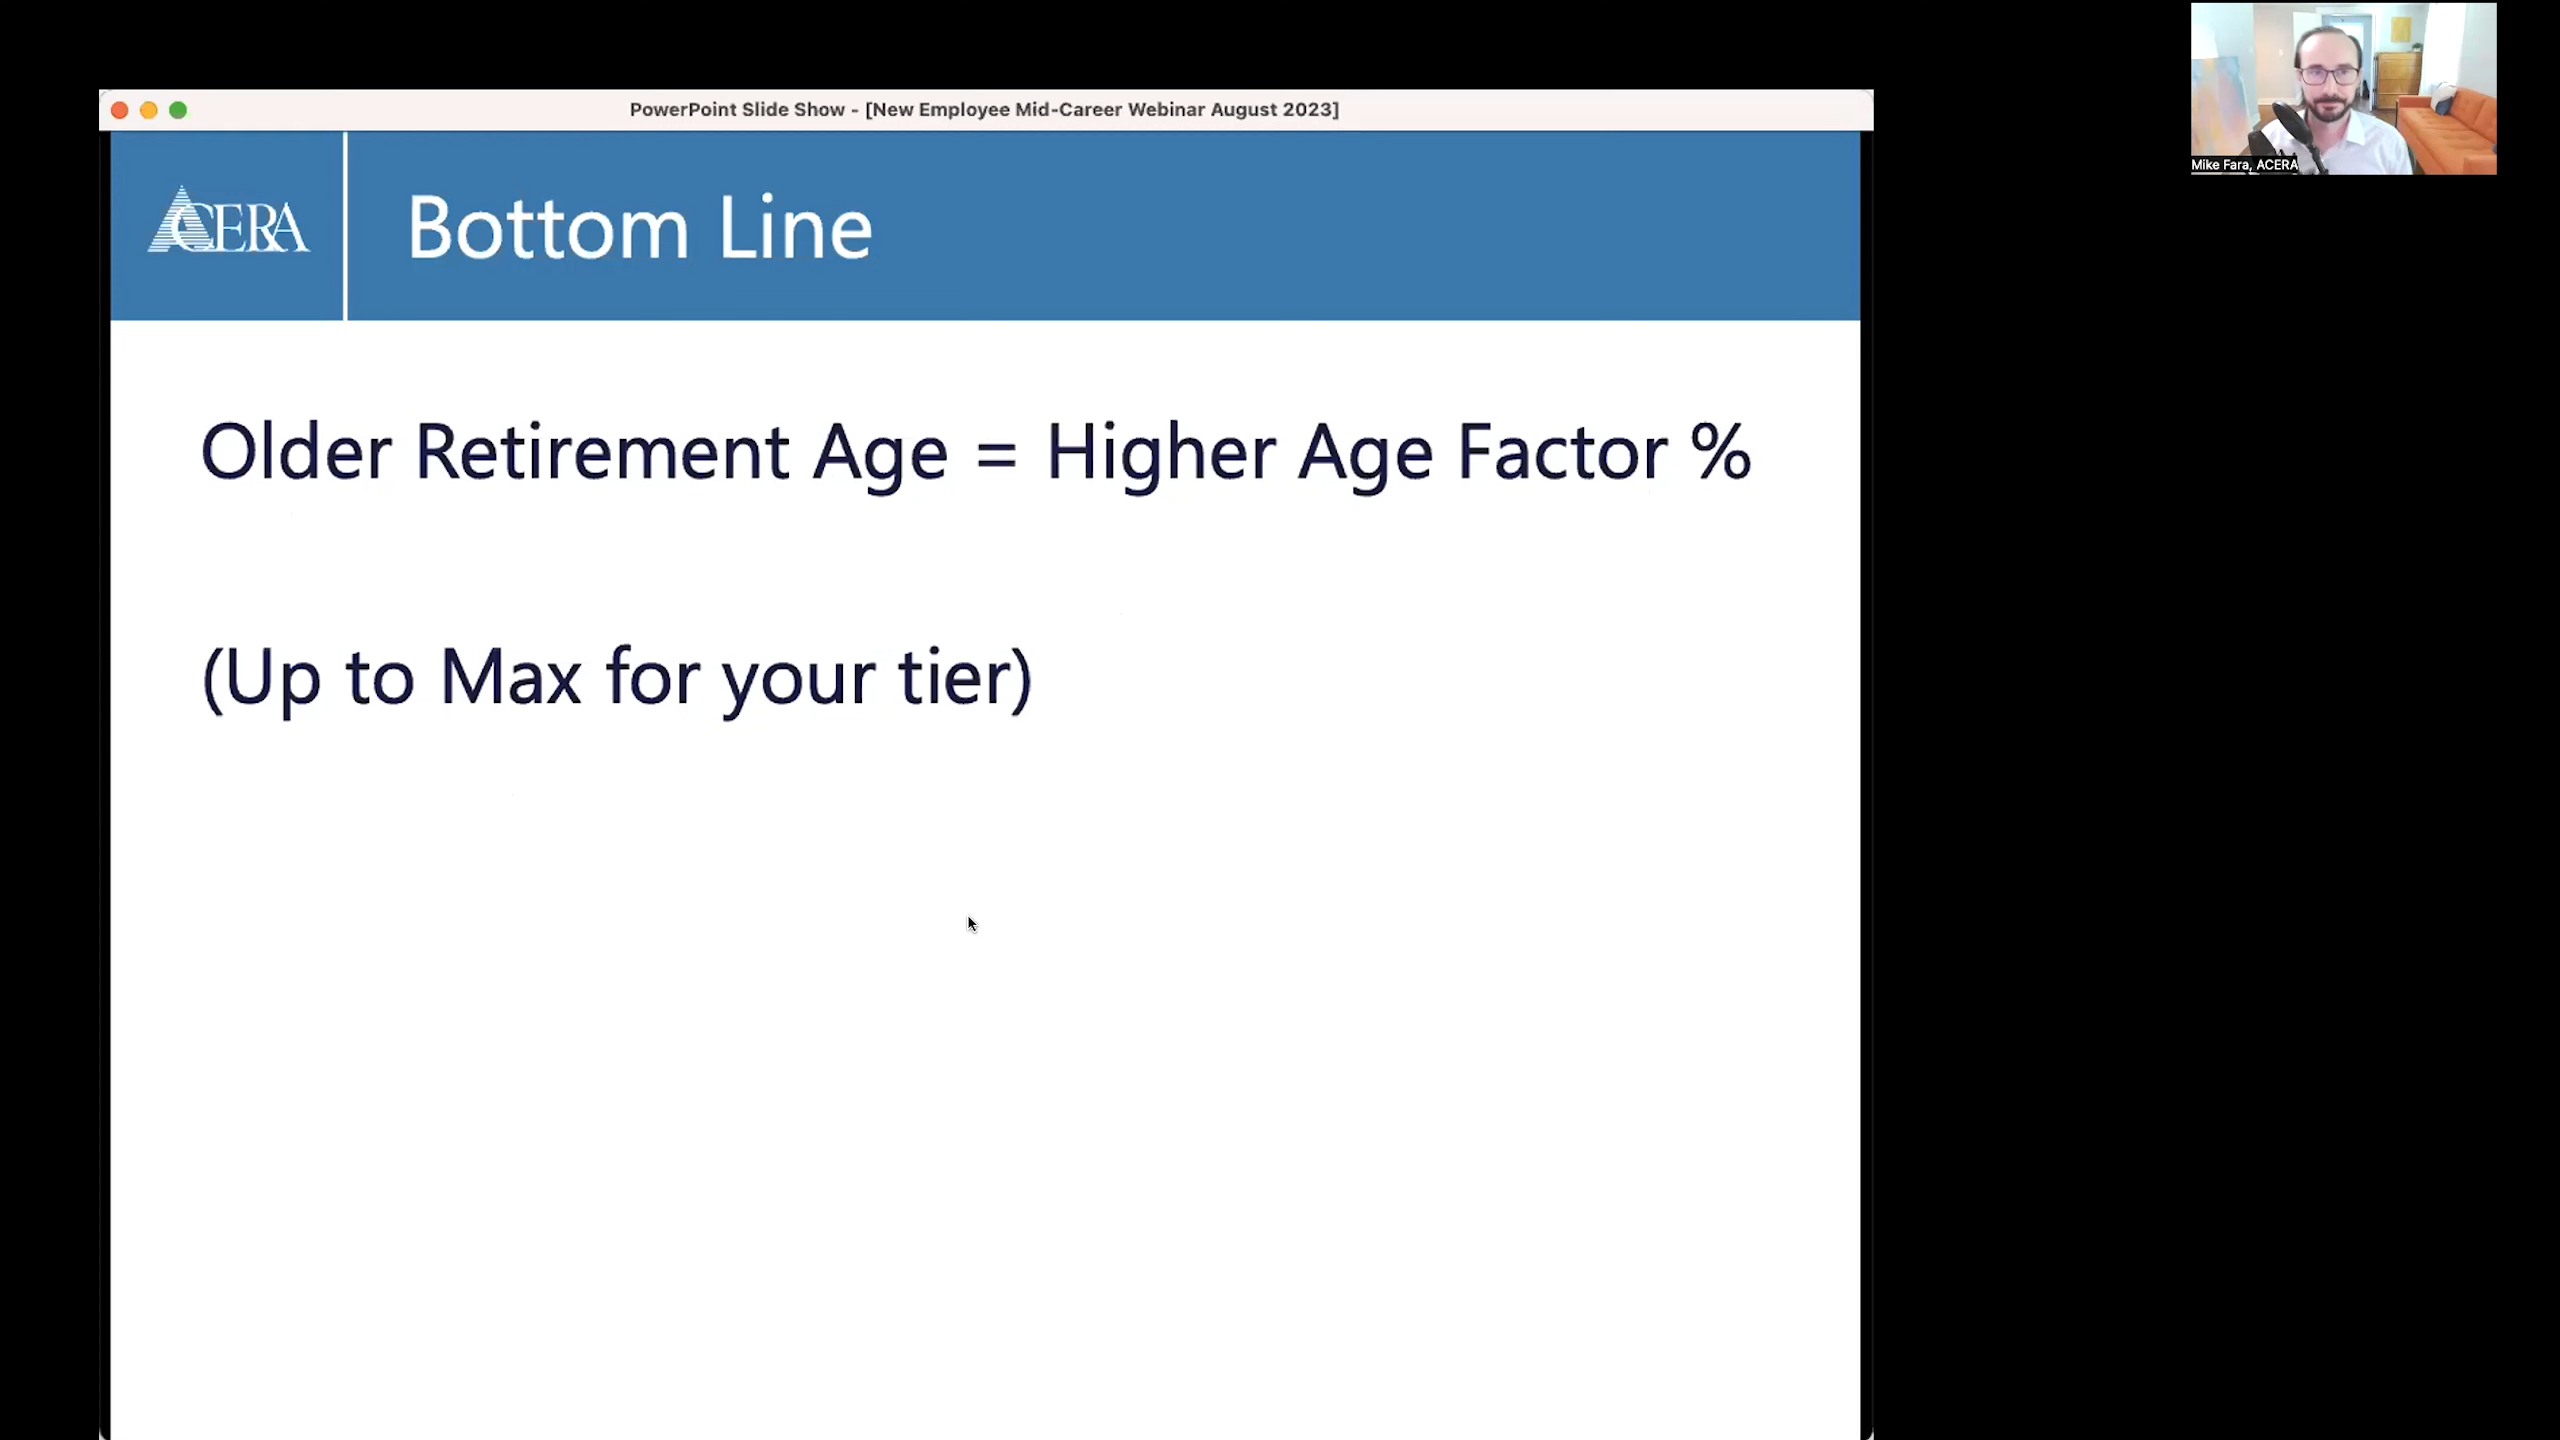 PowerPoint Slide Show - [New Employee Mid-Career Webinar August 2023]
Mike Fara, ACERA
ACERA
Bottom Line
Older Retirement Age = Higher Age Factor %
(Up to Max for your tier)